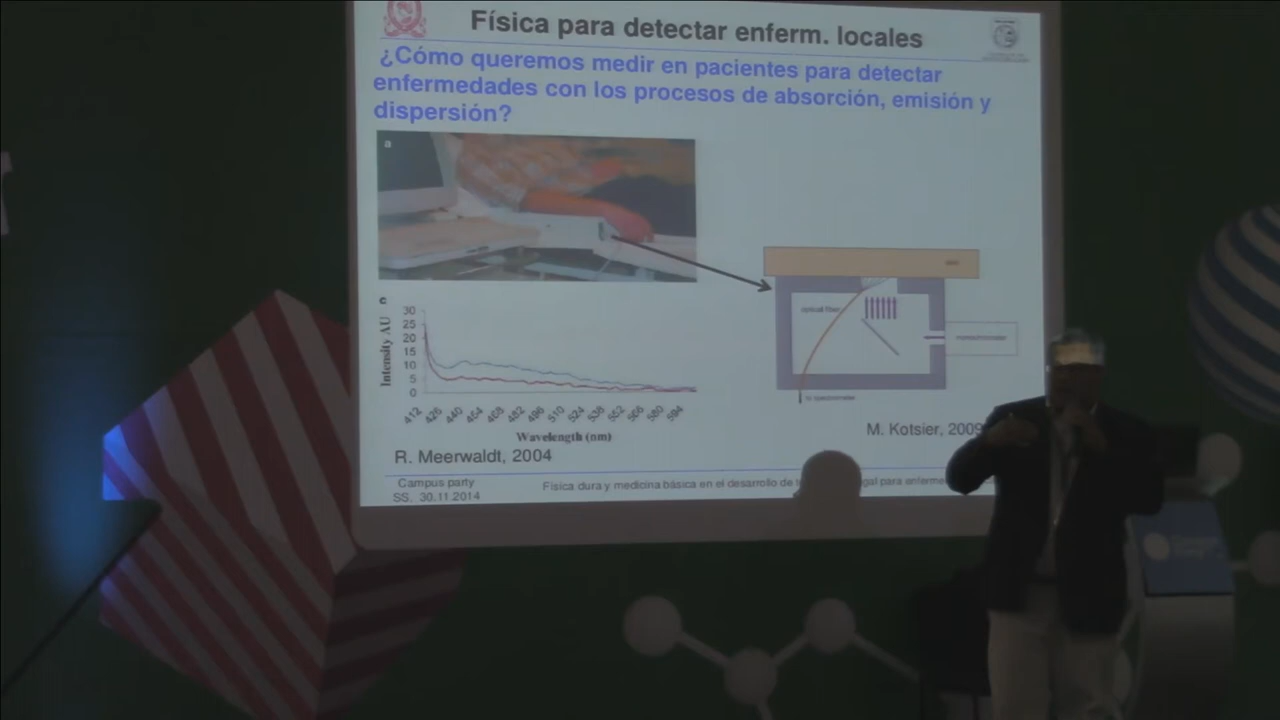 Física para detectar enferm. locales
¿Cómo queremos medir en pacientes para detectar
enfermedades con los procesos de absorción, emisión y
dispersión?
a
c
30
25
20
15
10
5
0
Intensity AU
412 426 440 454 468 482 496 510 524 538 552 566 580 594
Wavelength (nm)
R. Meerwaldt, 2004
optical fiber
to spectrometer
M. Kotsier, 2009
Campus party
SS. 30.11.2014
Física dura y medicina básica en el desarrollo de
gal para enferme